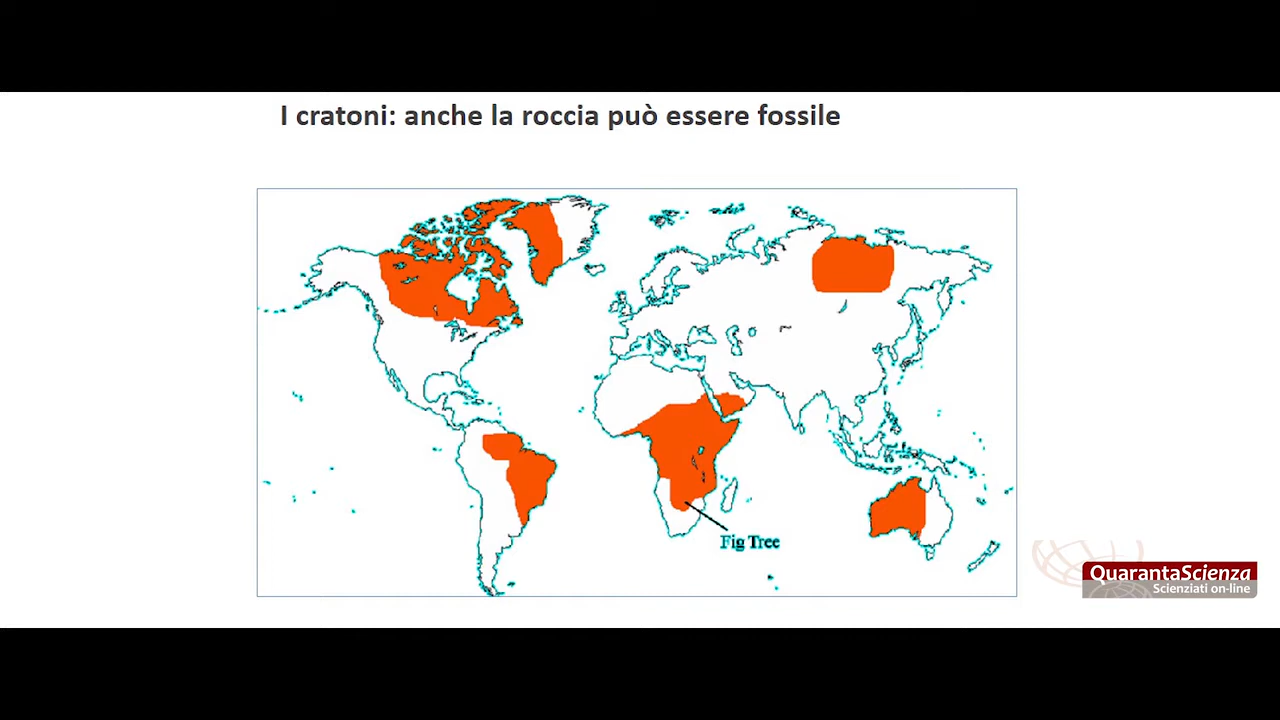 I cratoni: anche la roccia può essere fossile
Fig Tree
QuarantaScienza
Scienziati on-line